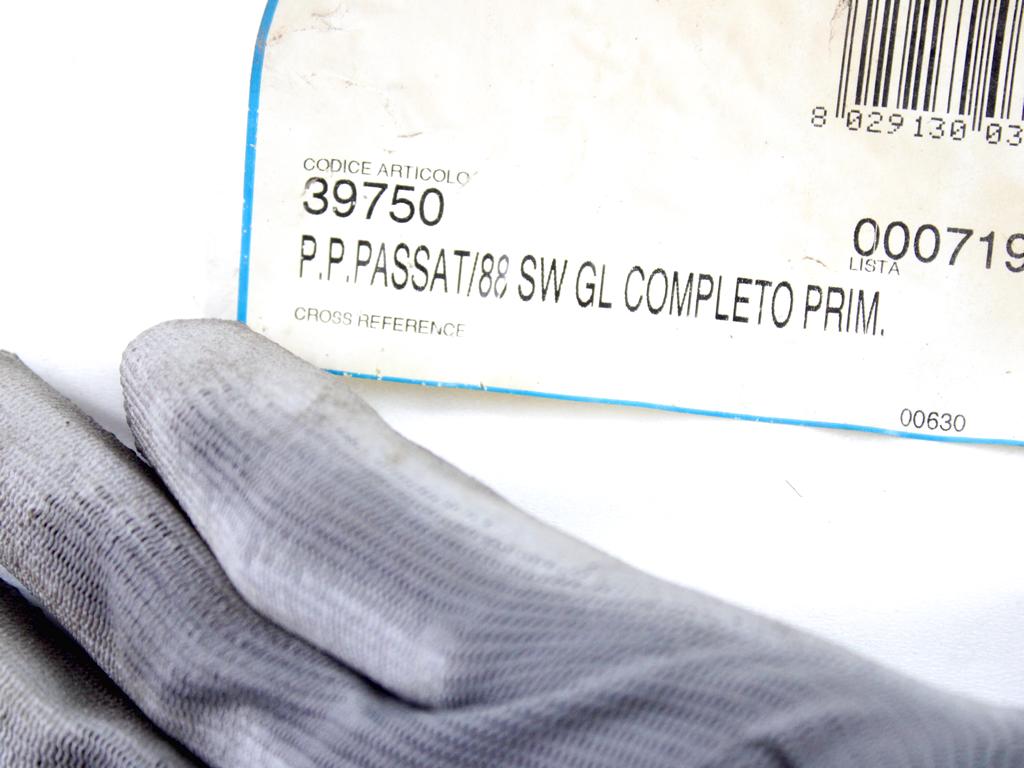 8 029130 03
CODICE ARTICOLO
39750
000719
LISTA
P.P.PASSAT/88 SW GL COMPLETO PRIM.
CROSS REFERENCE
00630